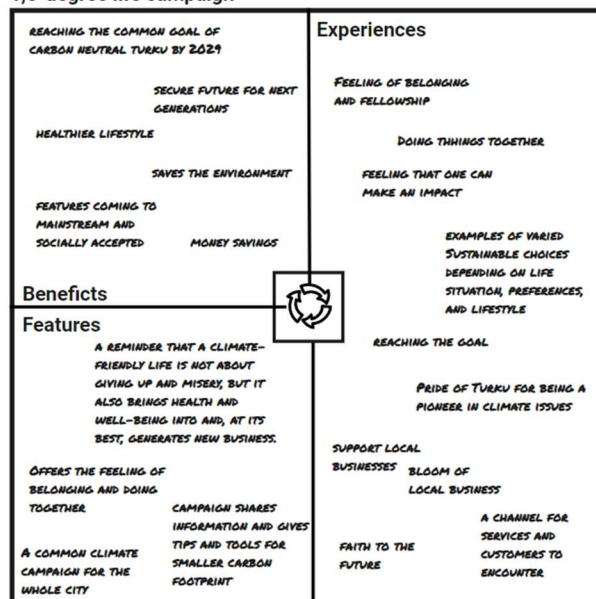 1,5-degree life campaign
REACHING THE COMMON GOAL OF
CARBON NEUTRAL TURKU BY 2029
SECURE FUTURE FOR NEXT
GENERATIONS
HEALTHIER LIFESTYLE
SAVES THE ENVIRONMENT
FEATURES COMING TO
MAINSTREAM AND
SOCIALLY ACCEPTED
MONEY SAVINGS
Beneficts
Features
A REMINDER THAT A CLIMATE-
FRIENDLY LIFE IS NOT ABOUT
GIVING UP AND MISERY, BUT IT
ALSO BRINGS HEALTH AND
WELL-BEING INTO AND, AT ITS
BEST, GENERATES NEW BUSINESS.
OFFERS THE FEELING OF
BELONGING AND DOING
TOGETHER
CAMPAIGN SHARES
INFORMATION AND GIVES
TIPS AND TOOLS FOR
SMALLER CARBON
FOOTPRINT
A COMMON CLIMATE
CAMPAIGN FOR THE
WHOLE CITY
Experiences
FEELING OF BELONGING
AND FELLOWSHIP
DOING THHINGS TOGETHER
FEELING THAT ONE CAN
MAKE AN IMPACT
EXAMPLES OF VARIED
SUSTAINABLE CHOICES
DEPENDING ON LIFE
SITUATION, PREFERENCES,
AND LIFESTYLE
REACHING THE GOAL
PRIDE OF TURKU FOR BEING A
PIONEER IN CLIMATE ISSUES
SUPPORT LOCAL
BUSINESSES
BLOOM OF
LOCAL BUSINESS
A CHANNEL FOR
SERVICES AND
CUSTOMERS TO
ENCOUNTER
FAITH TO THE
FUTURE